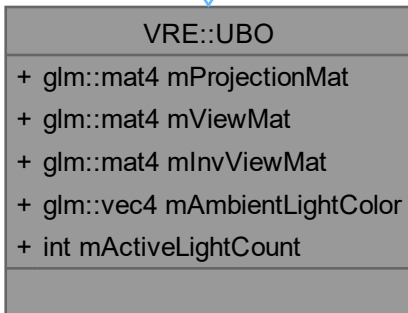 VRE::UBO
+ glm::mat4 mProjectionMat
+ glm::mat4 mViewMat
+ glm::mat4 mInvViewMat
+ glm::vec4 mAmbientLightColor
+ int mActiveLightCount